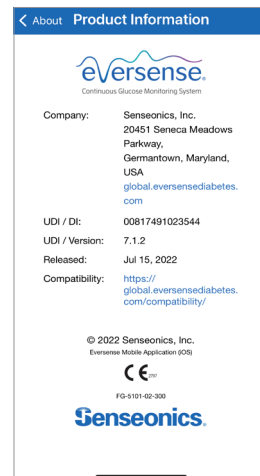 About Product Information
eversense.
Continuous Glucose Monitoring System
Company: Senseonics, Inc.
20451 Seneca Meadows
Parkway,
Germantown, Maryland,
USA
global.eversensediabetes.
com
UDI / DI: 00817491023544
UDI / Version: 7.1.2
Released: Jul 15, 2022
Compatibility: https://
global.eversensediabetes.
com/compatibility/
© 2022 Senseonics, Inc.
Eversense Mobile Application (iOS)
CE 2797
FG-5101-02-300
Senseonics.